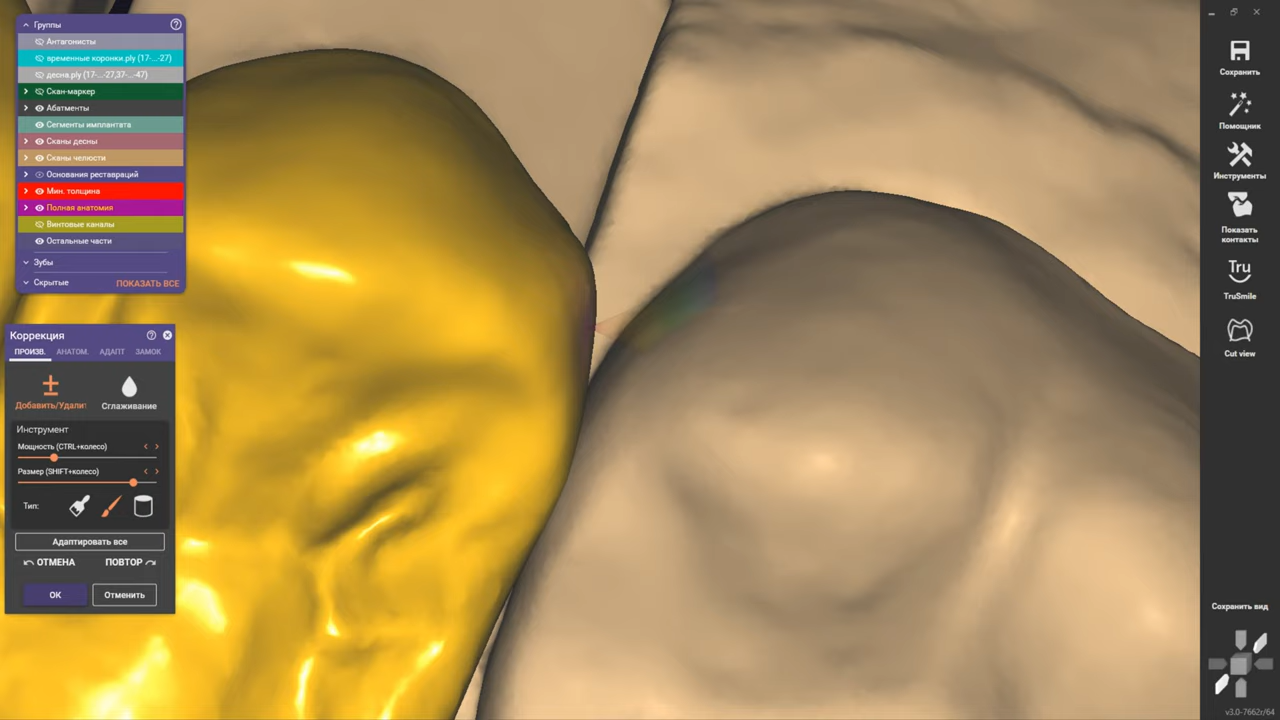 Группы
Антагонисты
временные коронки.ply (17-...-27)
десна.ply (17-...-27,37-...-47)
Скан-маркер
Абатменты
Сегменты имплантата
Сканы десны
Сканы челюсти
Основания реставраций
Мин. толщина
Полная анатомия
Винтовые каналы
Остальные части
Зубы
Скрытые ПОКАЗАТЬ ВСЕ
Коррекция
ПРОИЗВ. АНАТОМ. АДАПТ ЗАМОК
Добавить/Удалит Сглаживание
Инструмент
Мощность (CTRL+колесо)
Размер (SHIFT+колесо)
Тип:
Адаптировать все
ОТМЕНА ПОВТОР
ОК Отменить
Сохранить
Помощник
Инструменты
Показать
контакты
Tru
TruSmile
Cut view
Сохранить вид
v3.0-7662r/64